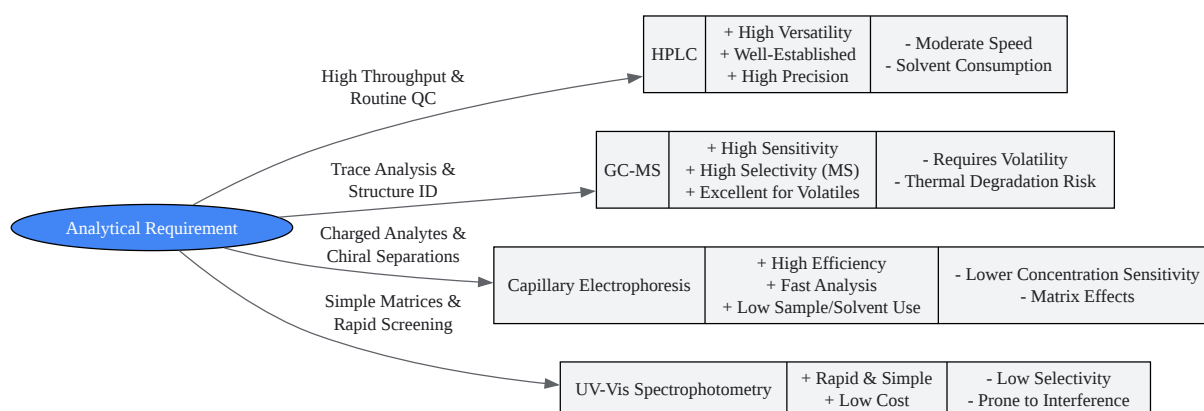 Analytical Requirement
High Throughput &
Routine QC
HPLC
+ High Versatility
+ Well-Established
+ High Precision
- Moderate Speed
- Solvent Consumption
Trace Analysis &
Structure ID
GC-MS
+ High Sensitivity
+ High Selectivity (MS)
+ Excellent for Volatiles
- Requires Volatility
- Thermal Degradation Risk
Charged Analytes &
Chiral Separations
Capillary Electrophoresis
+ High Efficiency
+ Fast Analysis
+ Low Sample/Solvent Use
- Lower Concentration Sensitivity
- Matrix Effects
Simple Matrices &
Rapid Screening
UV-Vis Spectrophotometry
+ Rapid & Simple
+ Low Cost
- Low Selectivity
- Prone to Interference